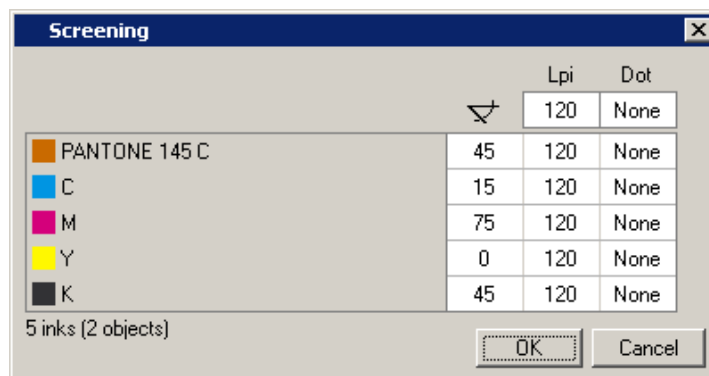 Screening
Lpi Dot
120 None
PANTONE 145 C 45 120 None
C 15 120 None
M 75 120 None
Y 0 120 None
K 45 120 None
5 inks (2 objects)
OK Cancel